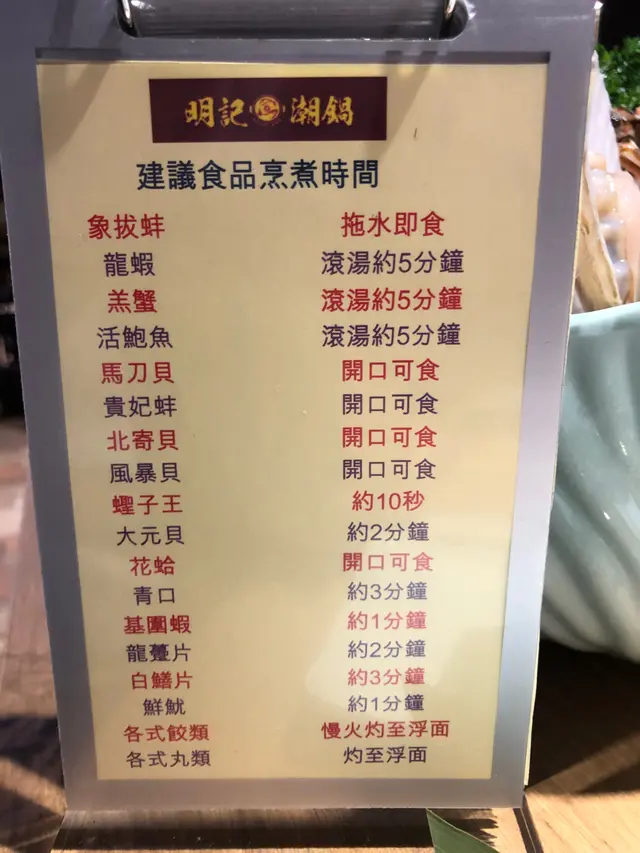 明記 潮鍋
建議食品烹煮時間
象拔蚌 拖水即食
龍蝦 滾湯約5分鐘
羔蟹 滾湯約5分鐘
活鮑魚 滾湯約5分鐘
馬刀貝 開口可食
貴妃蚌 開口可食
北寄貝 開口可食
風暴貝 開口可食
蟶子王 約10秒
大元貝 約2分鐘
花蛤 開口可食
青口 約3分鐘
基圍蝦 約1分鐘
龍躉片 約2分鐘
白鱔片 約3分鐘
鮮魷 約1分鐘
各式餃類 慢火灼至浮面
各式丸類 灼至浮面